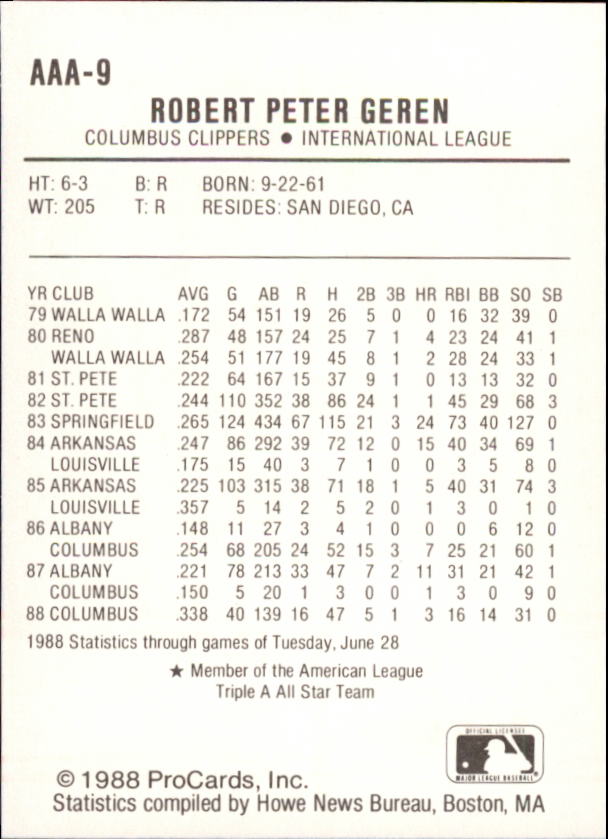 AAA-9
ROBERT PETER GEREN
COLUMBUS CLIPPERS ● INTERNATIONAL LEAGUE
HT: 6-3 B: R BORN: 9-22-61
WT: 205 T: R RESIDES: SAN DIEGO, CA
YR CLUB AVG G AB R H 2B 3B HR RBI BB SO SB
79 WALLA WALLA .172 54 151 19 26 5 0 0 16 32 39 0
80 RENO .287 48 157 24 25 7 1 4 23 24 41 1
WALLA WALLA .254 51 177 19 45 8 1 2 28 24 33 1
81 ST. PETE .222 64 167 15 37 9 1 0 13 13 32 0
82 ST. PETE .244 110 352 38 86 24 1 1 45 29 68 3
83 SPRINGFIELD .265 124 434 67 115 21 3 24 73 40 127 0
84 ARKANSAS .247 86 292 39 72 12 0 15 40 34 69 1
LOUISVILLE .175 15 40 3 7 1 0 0 3 5 8 0
85 ARKANSAS .225 103 315 38 71 18 1 5 40 31 74 3
LOUISVILLE .357 5 14 2 5 2 0 1 3 0 1 0
86 ALBANY .148 11 27 3 4 1 0 0 0 6 12 0
COLUMBUS .254 68 205 24 52 15 3 7 25 21 60 1
87 ALBANY .221 78 213 33 47 7 2 11 31 21 42 1
COLUMBUS .150 5 20 1 3 0 0 1 3 0 9 0
88 COLUMBUS .338 40 139 16 47 5 1 3 16 14 31 0
1988 Statistics through games of Tuesday, June 28
★ Member of the American League
Triple A All Star Team
OFFICIAL LICENSEE
MAJOR LEAGUE BASEBALL
© 1988 ProCards, Inc.
Statistics compiled by Howe News Bureau, Boston, MA